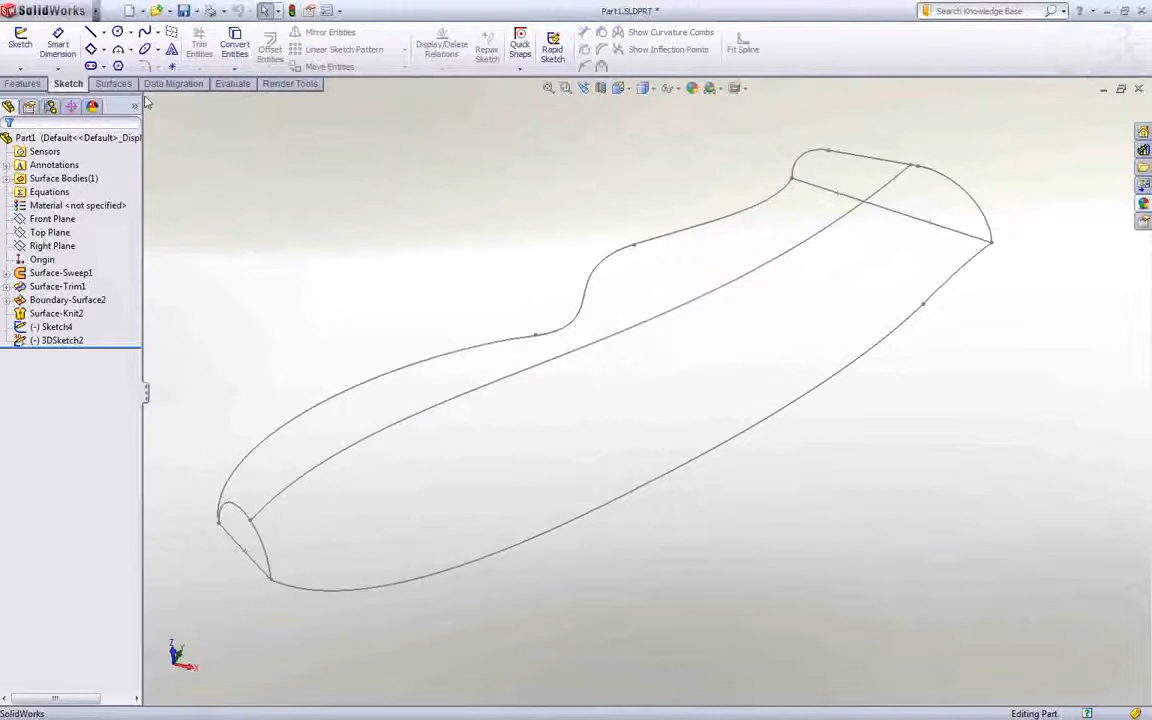 SolidWorks
Part1.SLDPRT *
Search Knowledge Base
Sketch
Smart Dimension
Trim Entities
Convert Entities
Offset Entities
Mirror Entities
Linear Sketch Pattern
Move Entities
Display/Delete Relations
Repair Sketch
Quick Snaps
Rapid Sketch
Show Curvature Combs
Show Inflection Points
Fit Spline
Features
Sketch
Surfaces
Data Migration
Evaluate
Render Tools
Part1 (Default<<Default>_Displ
Sensors
Annotations
Surface Bodies(1)
Equations
Material <not specified>
Front Plane
Top Plane
Right Plane
Origin
Surface-Sweep1
Surface-Trim1
Boundary-Surface2
Surface-Knit2
(-) Sketch4
(-) 3DSketch2
Z
Y
X
SolidWorks
Editing Part